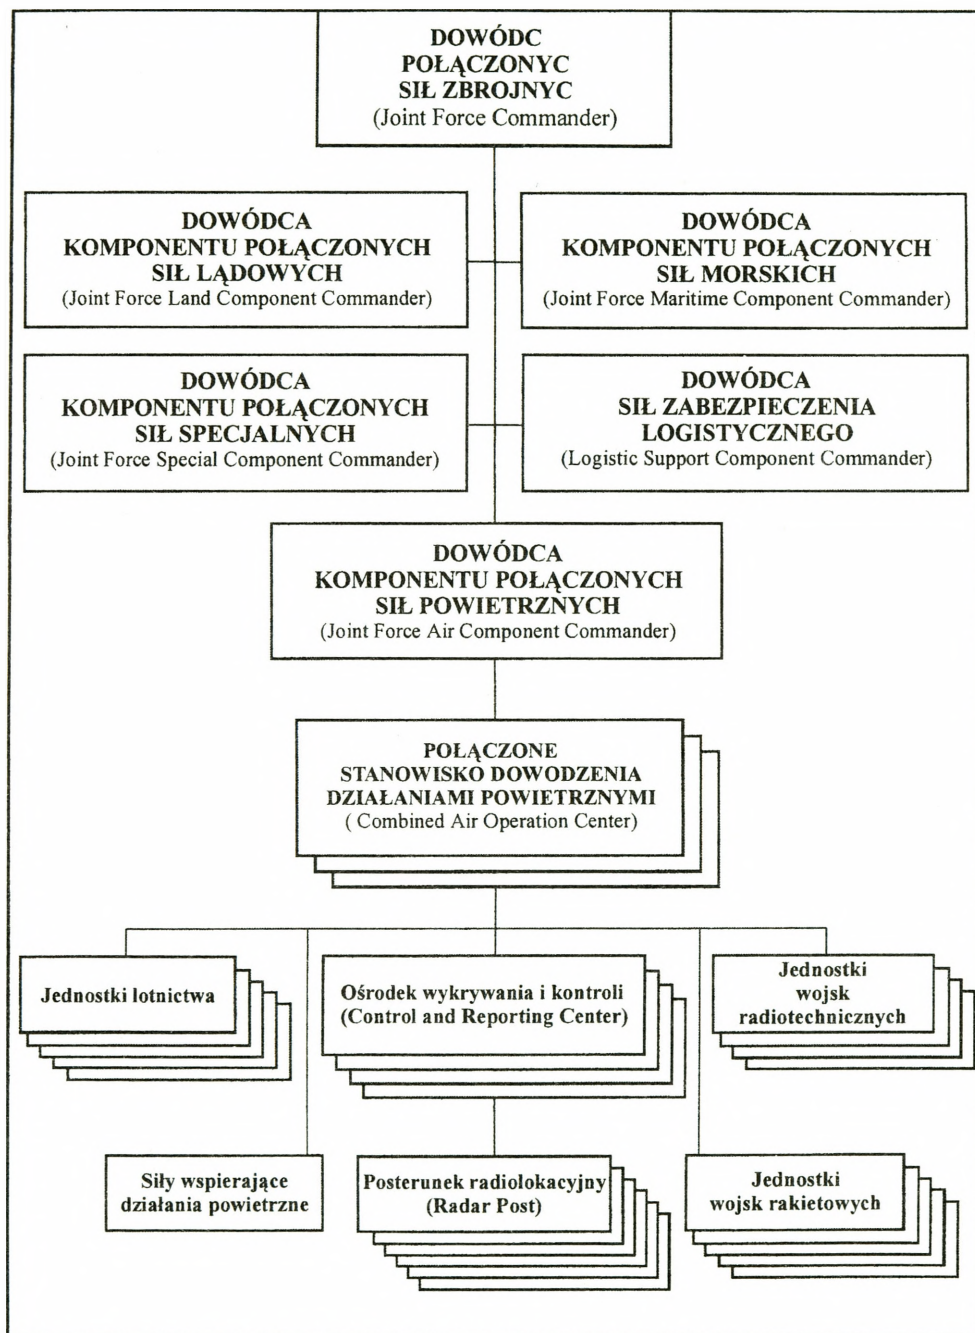 DOWÓDC
POŁĄCZONYC
SIŁ ZBROJNYC
(Joint Force Commander)
DOWÓDCA
KOMPONENTU POŁĄCZONYCH
SIŁ LĄDOWYCH
(Joint Force Land Component Commander)
DOWÓDCA
KOMPONENTU POŁĄCZONYCH
SIŁ MORSKICH
(Joint Force Maritime Component Commander)
DOWÓDCA
KOMPONENTU POŁĄCZONYCH
SIŁ SPECJALNYCH
(Joint Force Special Component Commander)
DOWÓDCA
SIŁ ZABEZPIECZENIA
LOGISTYCZNEGO
(Logistic Support Component Commander)
DOWÓDCA
KOMPONENTU POŁĄCZONYCH
SIŁ POWIETRZNYCH
(Joint Force Air Component Commander)
POŁĄCZONE
STANOWISKO DOWODZENIA
DZIAŁANIAMI POWIETRZNYMI
( Combined Air Operation Center)
Jednostki lotnictwa
Ośrodek wykrywania i kontroli
(Control and Reporting Center)
Jednostki
wojsk
radiotechnicznych
Siły wspierające
działania powietrzne
Posterunek radiolokacyjny
(Radar Post)
Jednostki
wojsk rakietowych